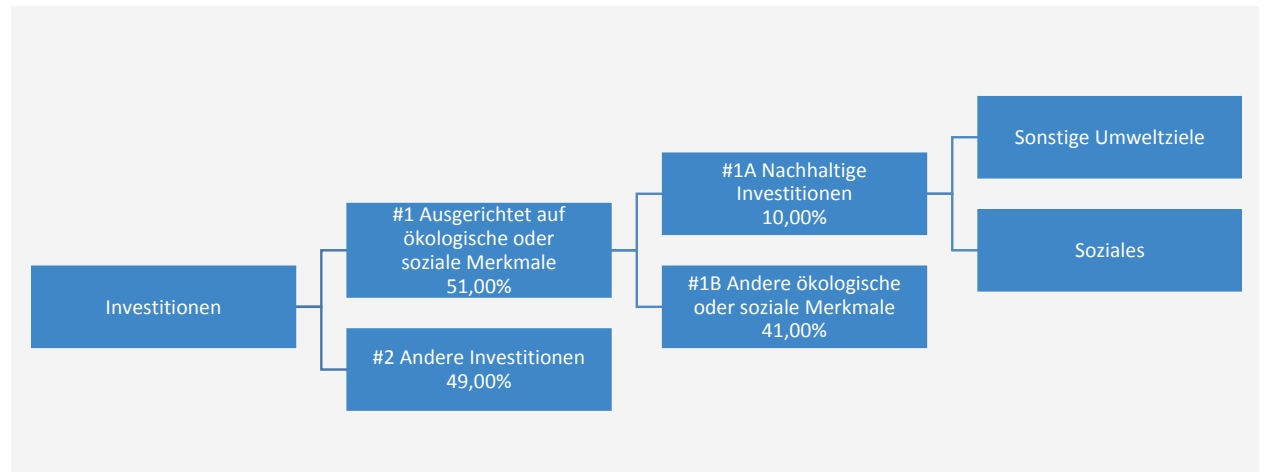 Investitionen
#1 Ausgerichtet auf
ökologische oder
soziale Merkmale
51,00%
#2 Andere Investitionen
49,00%
#1A Nachhaltige
Investitionen
10,00%
#1B Andere ökologische
oder soziale Merkmale
41,00%
Sonstige Umweltziele
Soziales